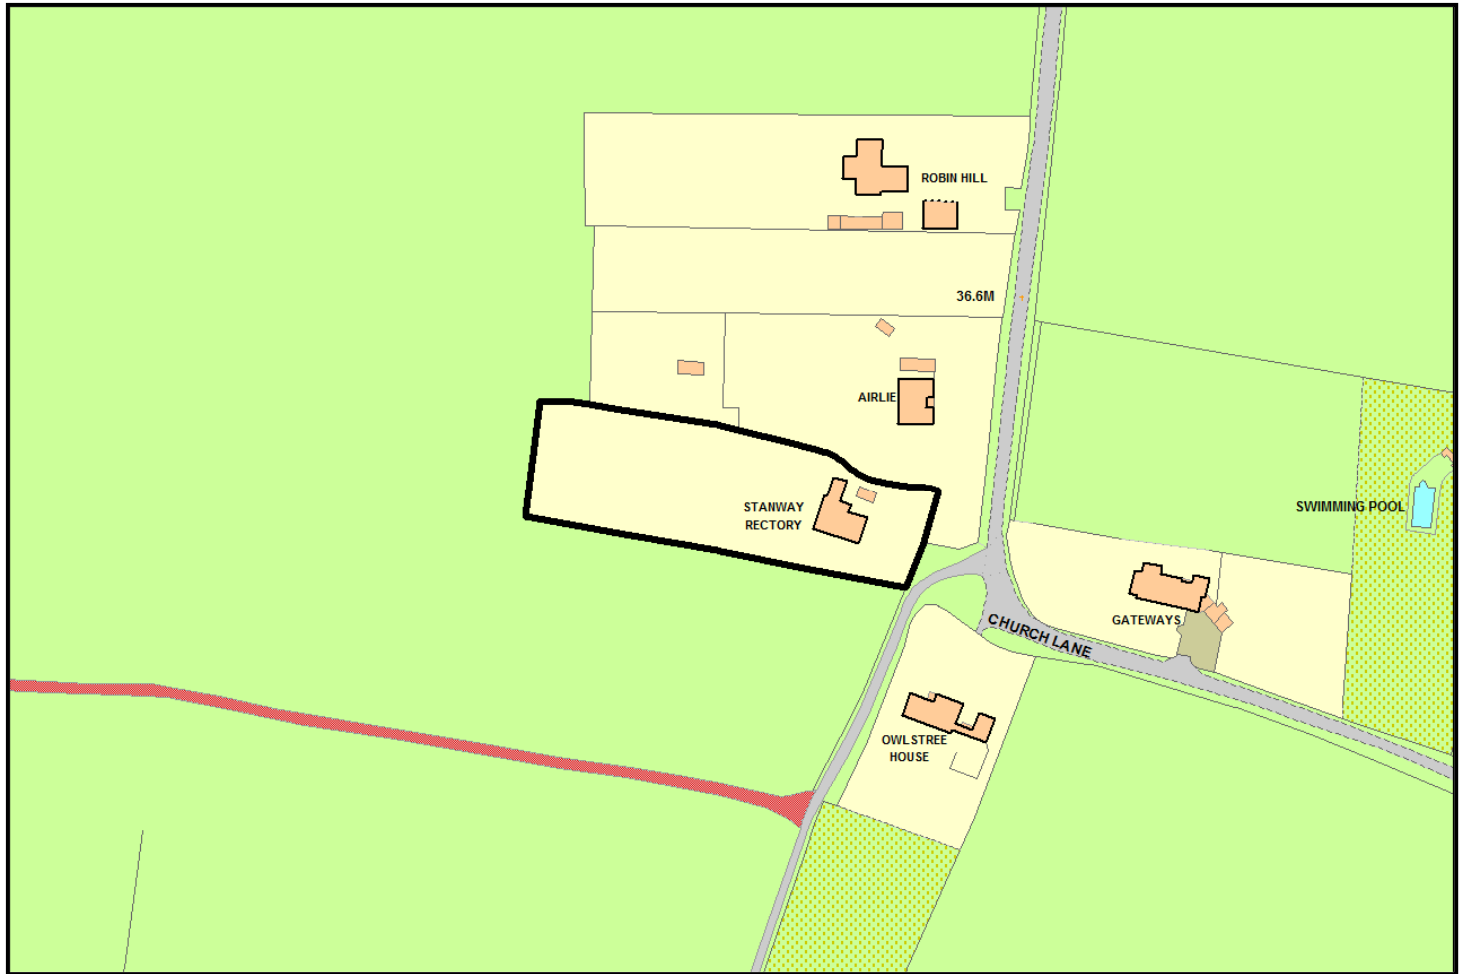 ROBIN HILL
36.6M
AIRLIE
STANWAY
RECTORY
SWIMMING POOL
GATEWAYS
CHURCH LANE
OWLSTREE
HOUSE